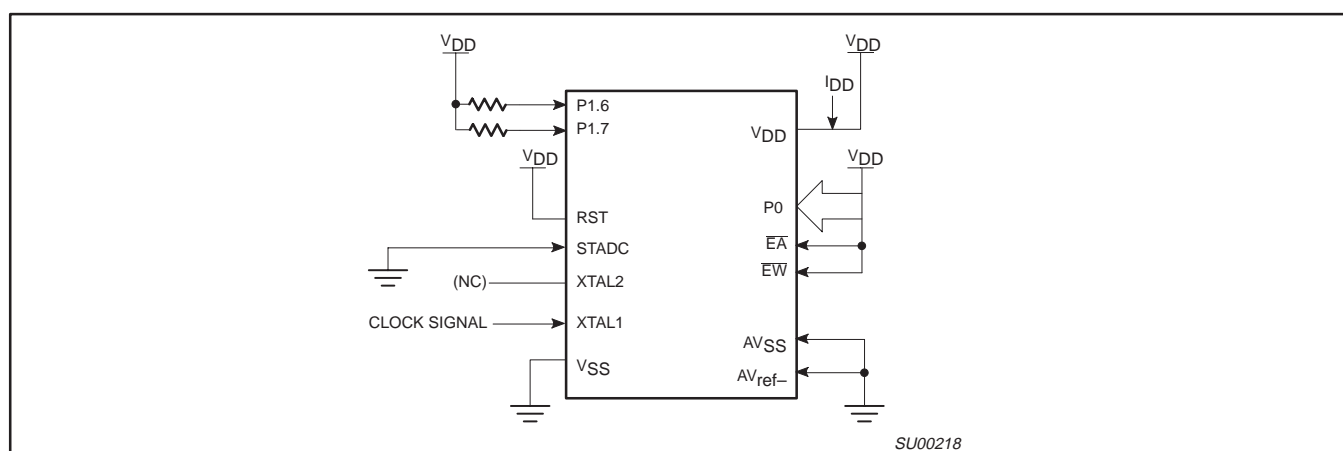 VDD
P1.6
P1.7
VDD
RST
STADC
(NC)
XTAL2
CLOCK SIGNAL
XTAL1
VSS
VDD
IDD
VDD
VDD
P0
EA
EW
AVSS
AVref–
SU00218